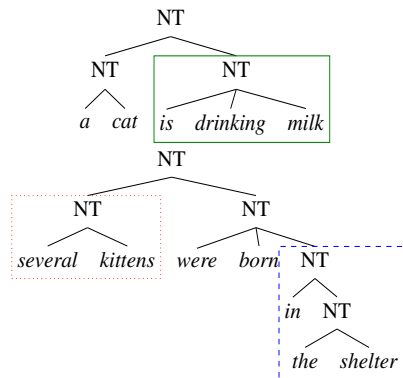 NT
NT NT
a cat is drinking milk
NT
NT NT
several kittens were born NT
in NT
the shelter